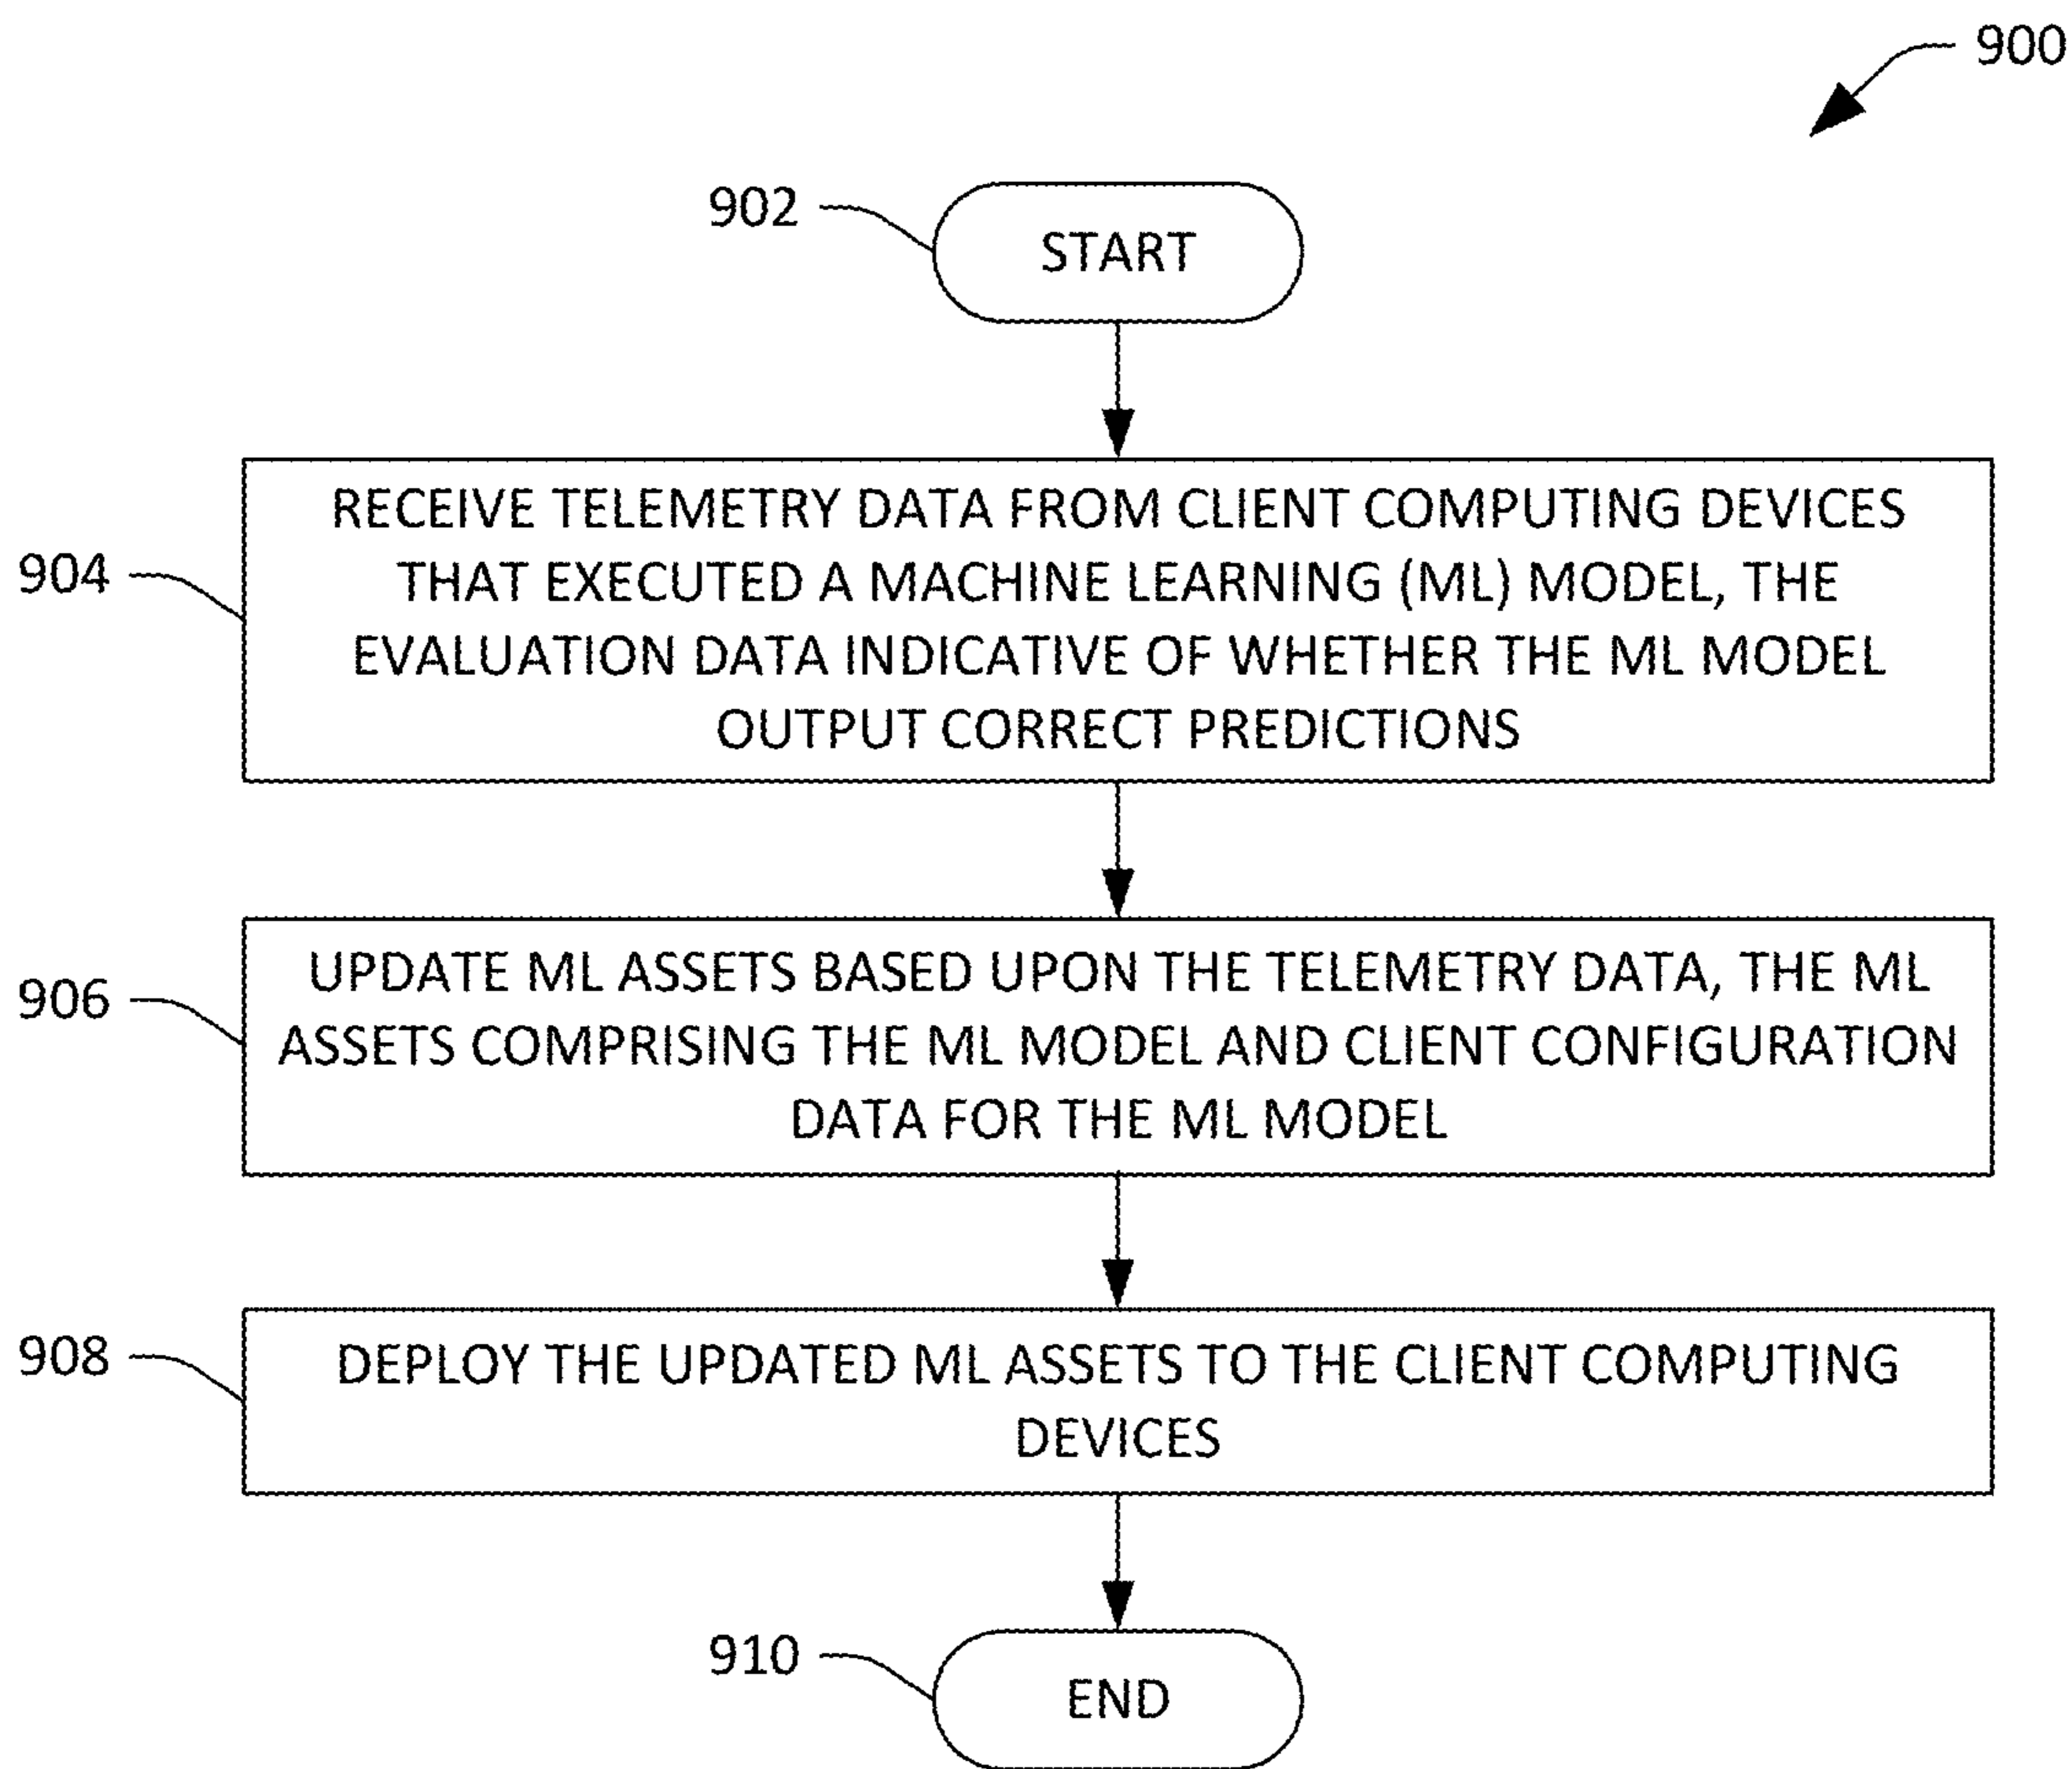 900
902
START
904
RECEIVE TELEMETRY DATA FROM CLIENT COMPUTING DEVICES
THAT EXECUTED A MACHINE LEARNING (ML) MODEL, THE
EVALUATION DATA INDICATIVE OF WHETHER THE ML MODEL
OUTPUT CORRECT PREDICTIONS
906
UPDATE ML ASSETS BASED UPON THE TELEMETRY DATA, THE ML
ASSETS COMPRISING THE ML MODEL AND CLIENT CONFIGURATION
DATA FOR THE ML MODEL
908
DEPLOY THE UPDATED ML ASSETS TO THE CLIENT COMPUTING
DEVICES
910
END